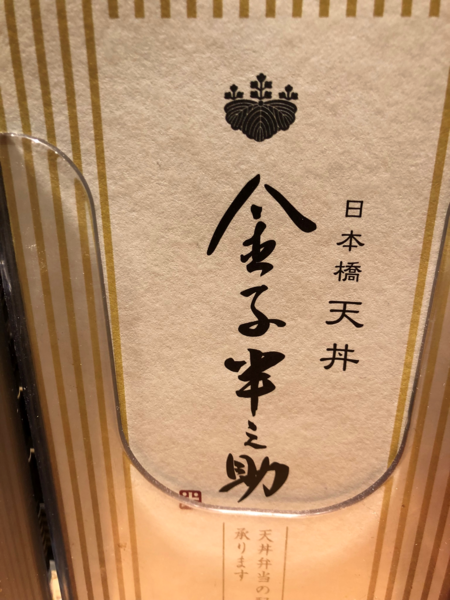 日本橋 天丼
金子半之助
天丼弁当の
承ります